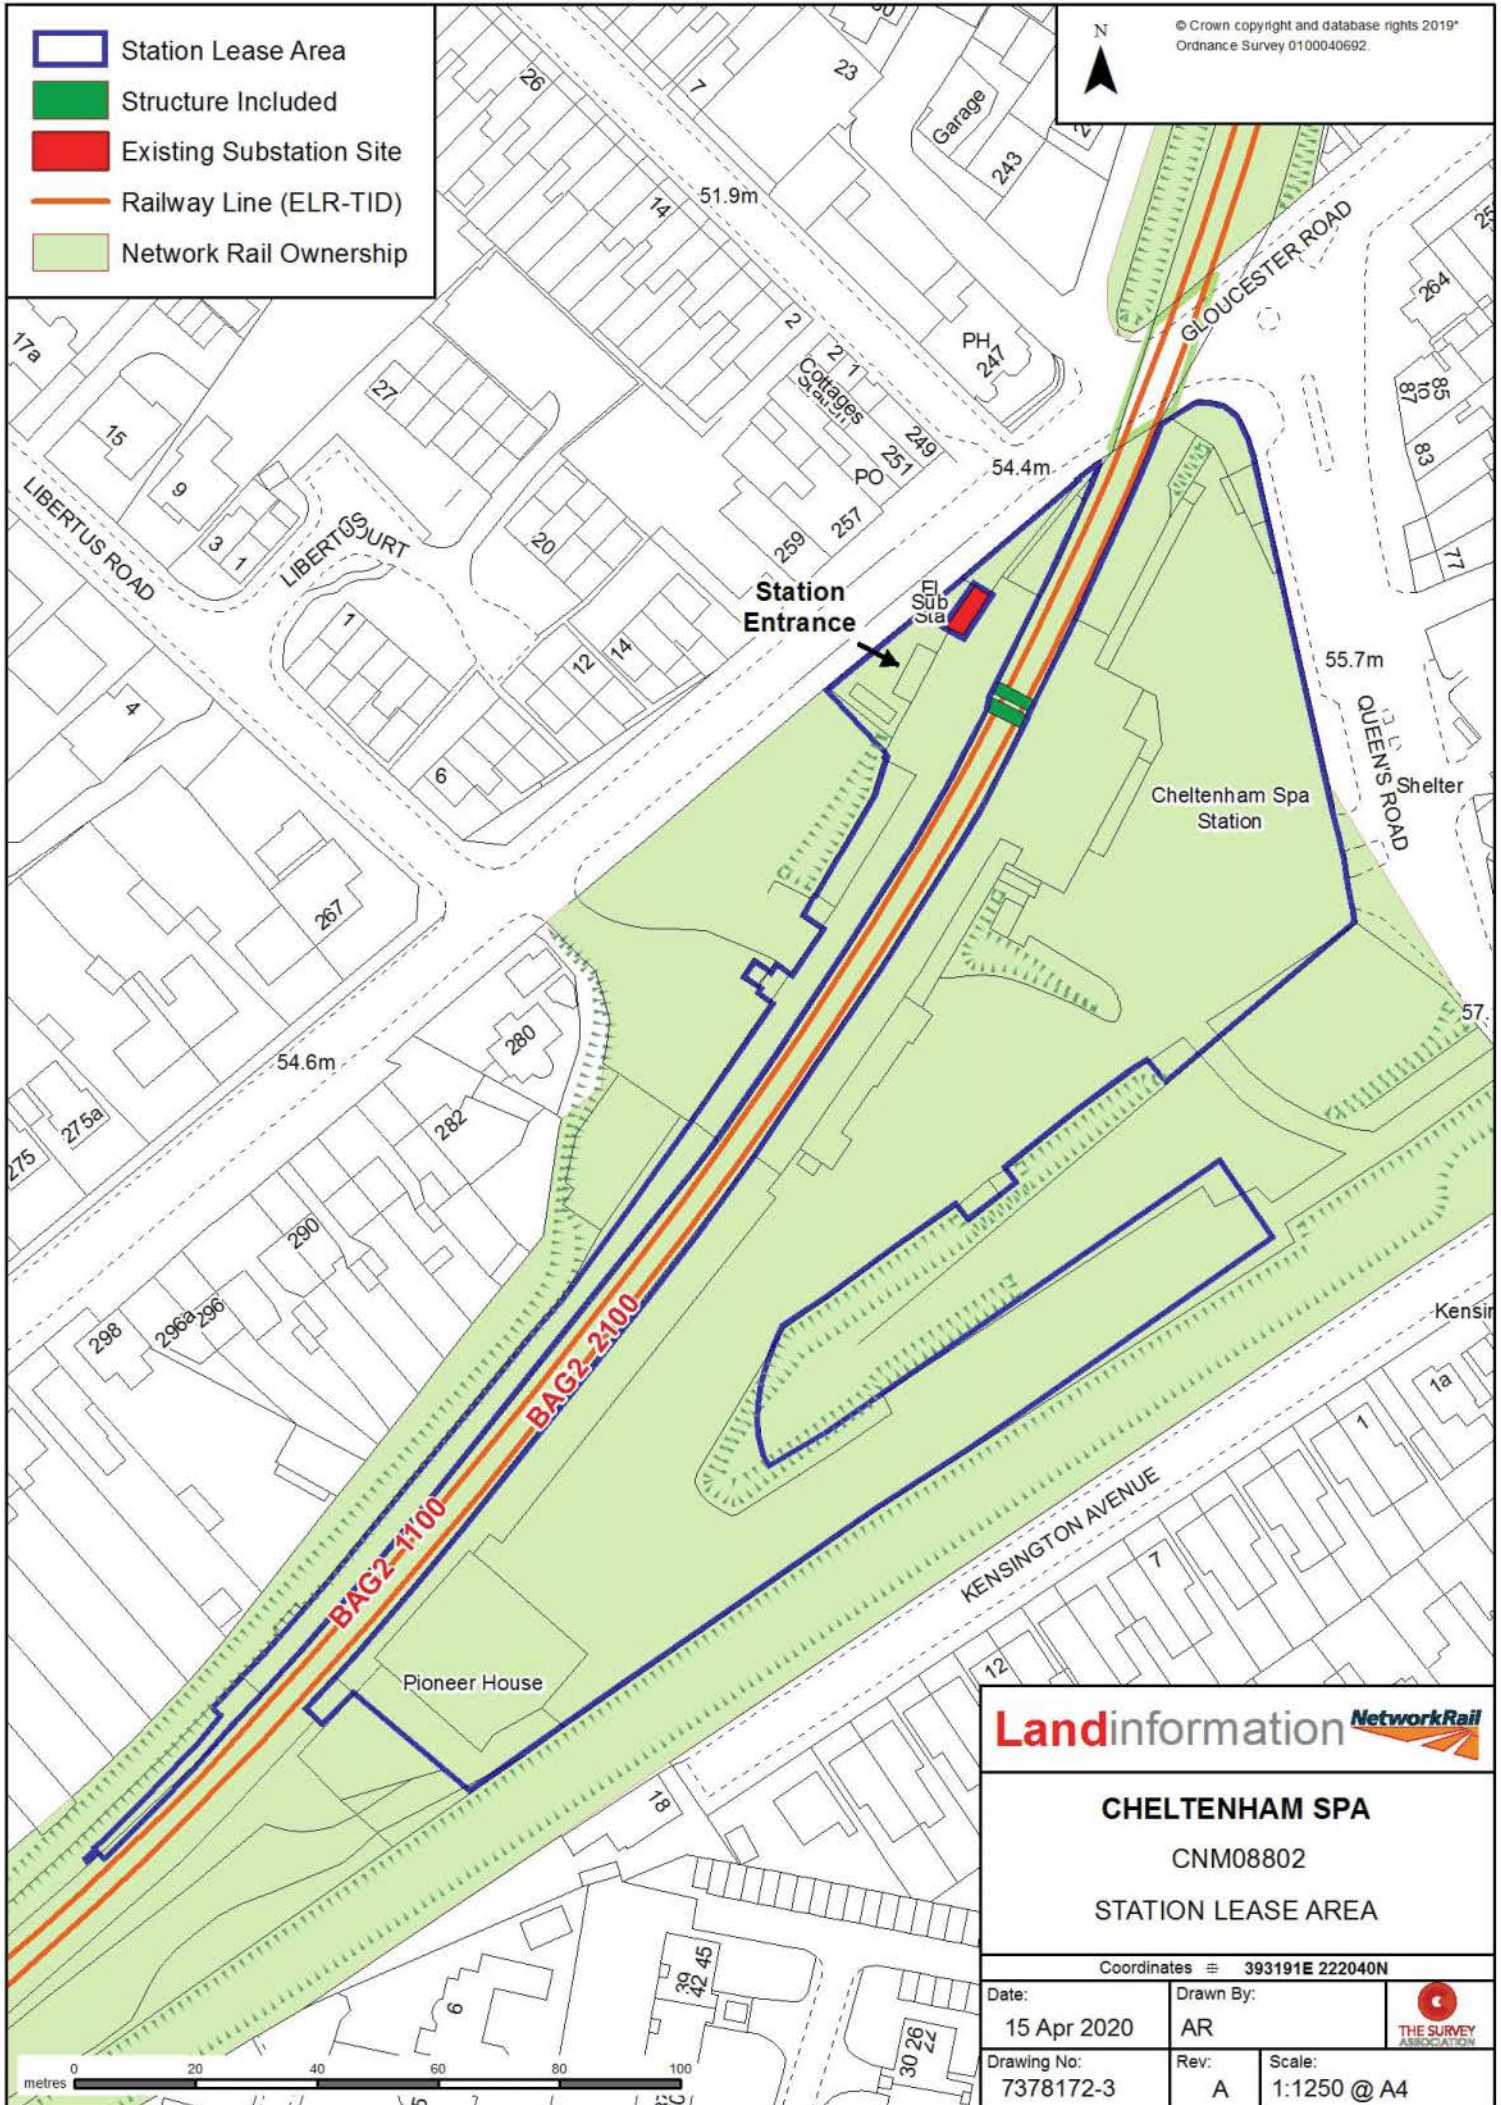 Station Lease Area
Structure Included
Existing Substation Site
Railway Line (ELR-TID)
Network Rail Ownership
N
© Crown copyright and database rights 2019*
Ordnance Survey 0100040692.
26
7
23
Garage
243
51.9m
14
2
2
1
Cottages
PH
247
249
251
PO
257
259
54.4m
GLOUCESTER ROAD
264
85
to
87
83
77
17a
15
9
3
1
27
LIBERTUS ROAD
LIBERTUS
COURT
20
1
12
14
4
6
Station
Entrance
El
Sub
Sta
55.7m
QUEEN'S ROAD
Shelter
Cheltenham Spa
Station
267
54.6m
280
282
275a
275
290
296
296a
298
57.
BAG2 2100
BAG2 1100
Kensin
1a
1
7
12
18
KENSINGTON AVENUE
Pioneer House
6
39
42 45
30 26
22
metres
0 20 40 60 80 100
Landinformation NetworkRail
CHELTENHAM SPA
CNM08802
STATION LEASE AREA
Coordinates 393191E 222040N
Date:
15 Apr 2020
Drawn By:
AR
THE SURVEY
ASSOCIATION
Drawing No:
7378172-3
Rev:
A
Scale:
1:1250 @ A4